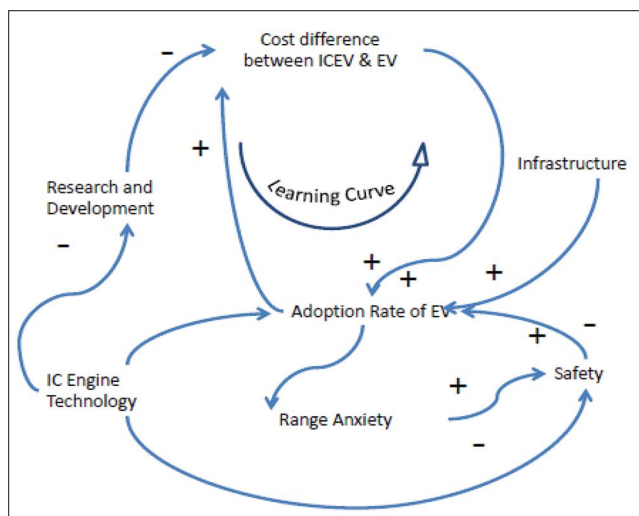 Cost difference
between ICEV & EV
–
+
Infrastructure
Learning Curve
Research and
Development
–
+
+
+
Adoption Rate of EV
+
–
IC Engine
Technology
+
Safety
Range Anxiety
–